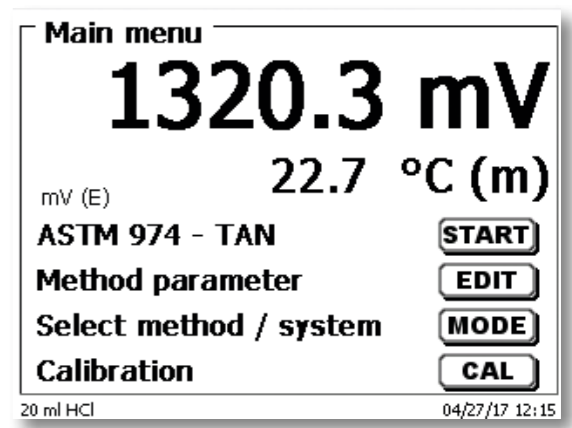 Main menu
1320.3 mV
22.7 °C (m)
mV (E)
ASTM 974 - TAN START
Method parameter EDIT
Select method / system MODE
Calibration CAL
20 ml HCl 04/27/17 12:15